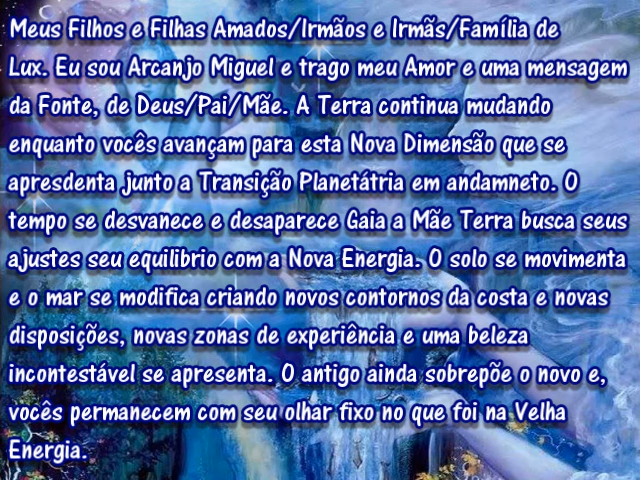 Meus Filhos e Filhas Amados/Irmãos e Irmãs/Família de
Lux. Eu sou Arcanjo Miguel e trago meu Amor e uma mensagem
da Fonte, de Deus/Pai/Mãe. A Terra continua mudando
enquanto vocês avançam para esta Nova Dimensão que se
apresdenta junto a Transição Planetátria em andamneto. O
tempo se desvanece e desaparece Gaia a Mãe Terra busca seus
ajustes seu equilibrio com a Nova Energia. O solo se movimenta
e o mar se modifica criando novos contornos da costa e novas
disposições, novas zonas de experiência e uma beleza
incontestável se apresenta. O antigo ainda sobrepõe o novo e,
vocês permanecem com seu olhar fixo no que foi na Velha
Energia.